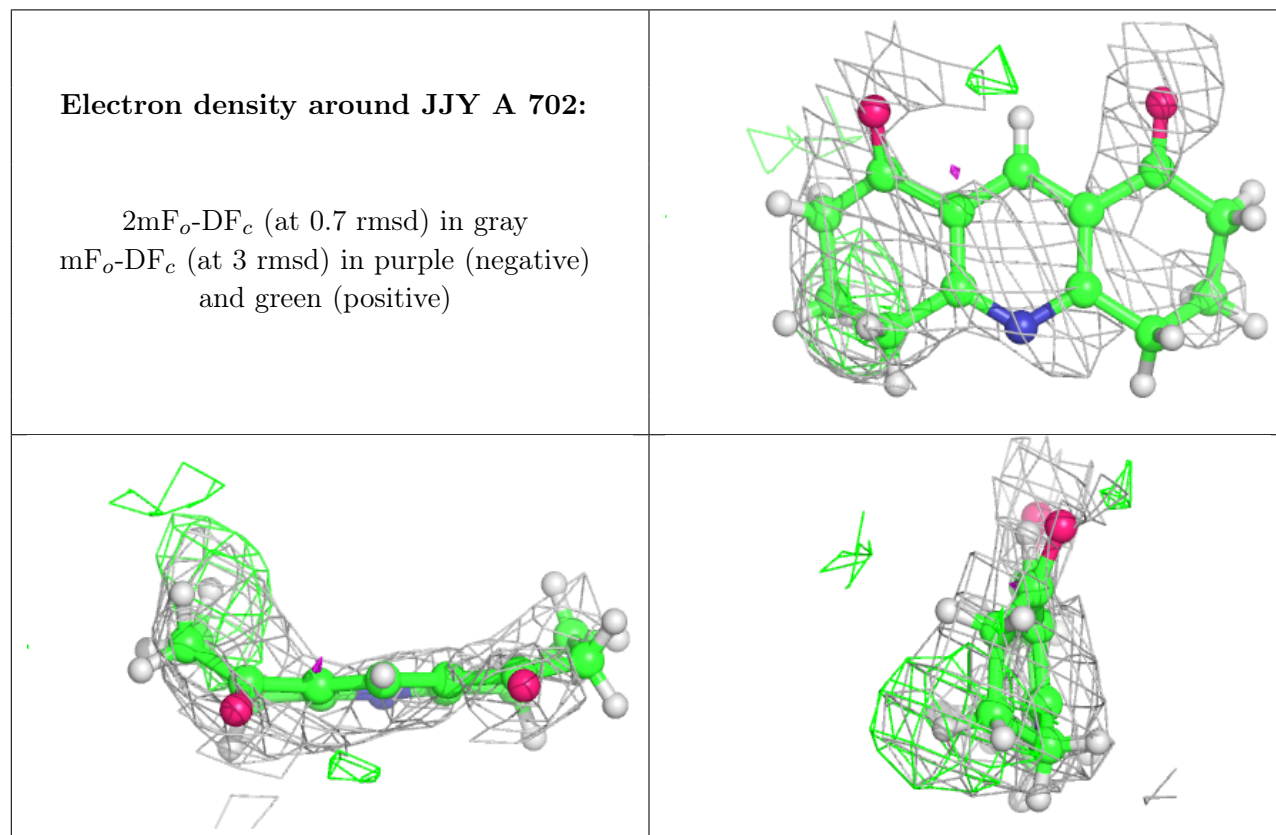 Electron density around JJY A 702:
2mFo-DFc (at 0.7 rmsd) in gray
mFo-DFc (at 3 rmsd) in purple (negative)
and green (positive)